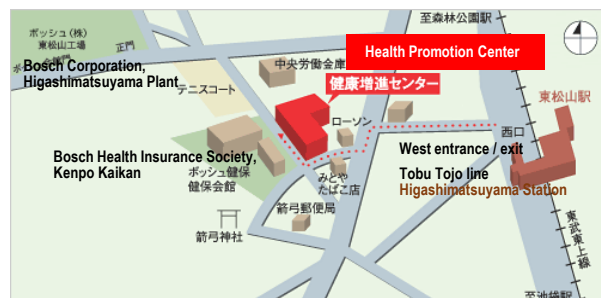 ボッシュ（株）
東松山工場
正門
Bosch Corporation,
Higashimatsuyama Plant
テニスコート
中央労働金庫
Health Promotion Center
健康増進センター
至森林公園駅
東松山駅
ローソン
西口
West entrance / exit
Tobu Tojo line
Higashimatsuyama Station
Bosch Health Insurance Society,
Kenpo Kaikan
ボッシュ健保
健保会館
みとや
たばこ店
箭弓郵便局
箭弓神社
東武東上線
至池袋駅